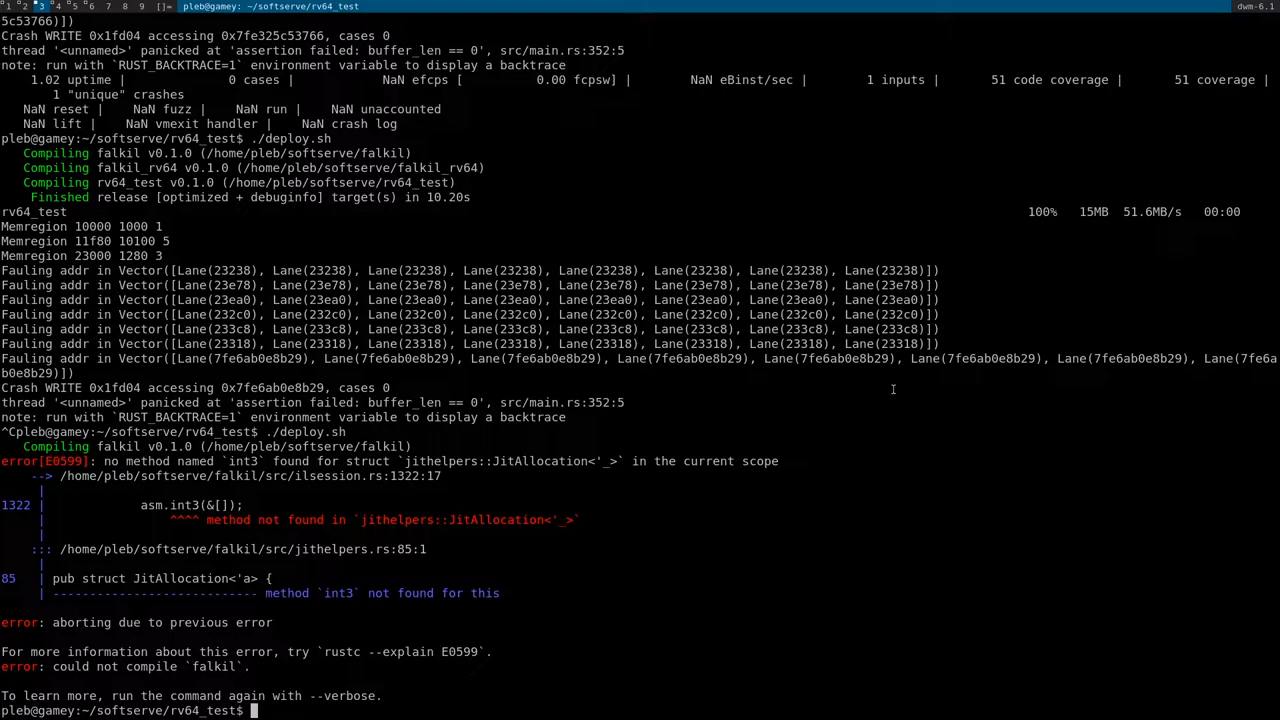 1 2 3 4 5 6 7 8 9 []= pleb@gamey: ~/softserve/rv64_test dwm-6.1
5c53766)])
Crash WRITE 0x1fd04 accessing 0x7fe325c53766, cases 0
thread '<unnamed>' panicked at 'assertion failed: buffer_len == 0', src/main.rs:352:5
note: run with `RUST_BACKTRACE=1` environment variable to display a backtrace
1.02 uptime | 0 cases | NaN efcps [ 0.00 fcpsw] | NaN eBinst/sec | 1 inputs | 51 code coverage | 51 coverage |
1 "unique" crashes
NaN reset | NaN fuzz | NaN run | NaN unaccounted
NaN lift | NaN vmexit handler | NaN crash log
pleb@gamey:~/softserve/rv64_test$ ./deploy.sh
Compiling falkil v0.1.0 (/home/pleb/softserve/falkil)
Compiling falkil_rv64 v0.1.0 (/home/pleb/softserve/falkil_rv64)
Compiling rv64_test v0.1.0 (/home/pleb/softserve/rv64_test)
Finished release [optimized + debuginfo] target(s) in 10.20s
rv64_test 100% 15MB 51.6MB/s 00:00
Memregion 10000 1000 1
Memregion 11f80 10100 5
Memregion 23000 1280 3
Fauling addr in Vector([Lane(23238), Lane(23238), Lane(23238), Lane(23238), Lane(23238), Lane(23238), Lane(23238), Lane(23238)])
Fauling addr in Vector([Lane(23e78), Lane(23e78), Lane(23e78), Lane(23e78), Lane(23e78), Lane(23e78), Lane(23e78), Lane(23e78)])
Fauling addr in Vector([Lane(23ea0), Lane(23ea0), Lane(23ea0), Lane(23ea0), Lane(23ea0), Lane(23ea0), Lane(23ea0), Lane(23ea0)])
Fauling addr in Vector([Lane(232c0), Lane(232c0), Lane(232c0), Lane(232c0), Lane(232c0), Lane(232c0), Lane(232c0), Lane(232c0)])
Fauling addr in Vector([Lane(233c8), Lane(233c8), Lane(233c8), Lane(233c8), Lane(233c8), Lane(233c8), Lane(233c8), Lane(233c8)])
Fauling addr in Vector([Lane(23318), Lane(23318), Lane(23318), Lane(23318), Lane(23318), Lane(23318), Lane(23318), Lane(23318)])
Fauling addr in Vector([Lane(7fe6ab0e8b29), Lane(7fe6ab0e8b29), Lane(7fe6ab0e8b29), Lane(7fe6ab0e8b29), Lane(7fe6ab0e8b29), Lane(7fe6ab0e8b29), Lane(7fe6ab0e8b29), Lane(7fe6a
b0e8b29)])
Crash WRITE 0x1fd04 accessing 0x7fe6ab0e8b29, cases 0
thread '<unnamed>' panicked at 'assertion failed: buffer_len == 0', src/main.rs:352:5
note: run with `RUST_BACKTRACE=1` environment variable to display a backtrace
^Cpleb@gamey:~/softserve/rv64_test$ ./deploy.sh
Compiling falkil v0.1.0 (/home/pleb/softserve/falkil)
error[E0599]: no method named `int3` found for struct `jithelpers::JitAllocation<'_>` in the current scope
--> /home/pleb/softserve/falkil/src/ilsession.rs:1322:17
|
1322 | asm.int3(&[]);
| ^^^^ method not found in `jithelpers::JitAllocation<'_>`
|
::: /home/pleb/softserve/falkil/src/jithelpers.rs:85:1
|
85 | pub struct JitAllocation<'a> {
| -------------------------- method `int3` not found for this
error: aborting due to previous error
For more information about this error, try `rustc --explain E0599`.
error: could not compile `falkil`.
To learn more, run the command again with --verbose.
pleb@gamey:~/softserve/rv64_test$